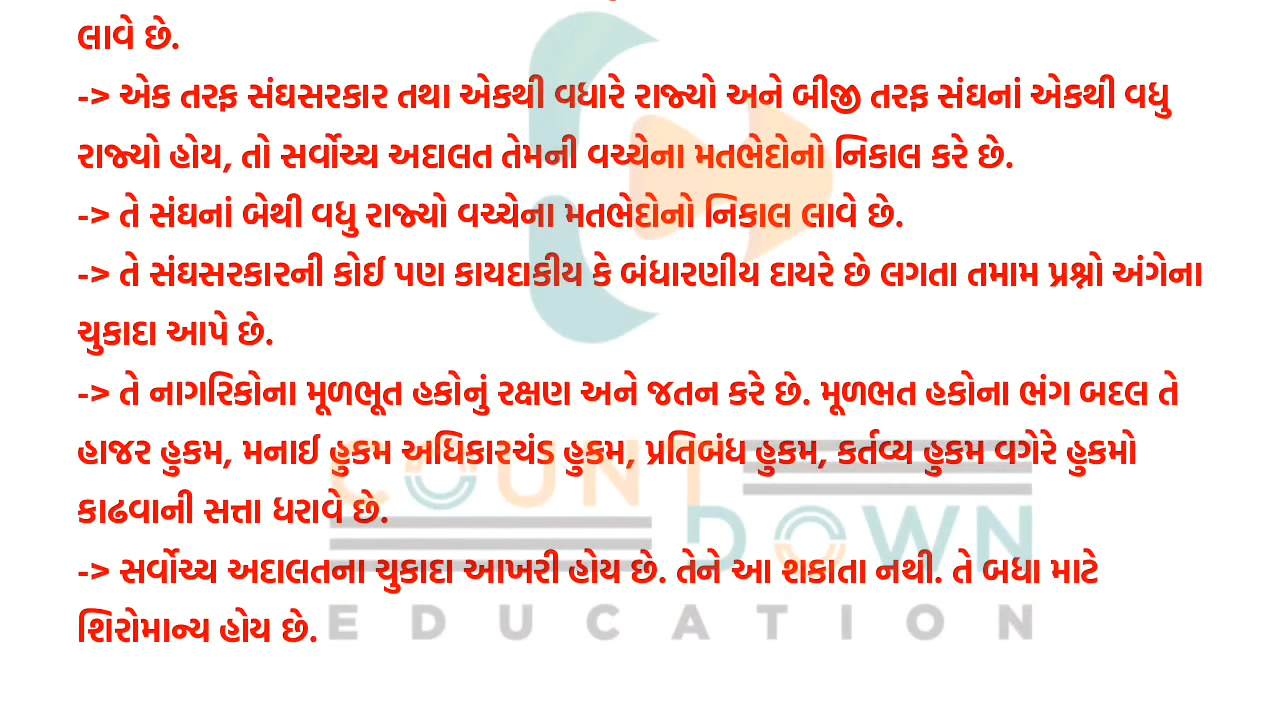 લાવે છે.
-> એક તરફ સંઘસરકાર તથા એકથી વધારે રાજ્યો અને બીજી તરફ સંઘનાં એકથી વધુ
રાજ્યો હોય, તો સર્વોચ્ચ અદાલત તેમની વચ્ચેના મતભેદોનો નિકાલ કરે છે.
-> તે સંઘનાં બેથી વધુ રાજ્યો વચ્ચેના મતભેદોનો નિકાલ લાવે છે.
-> તે સંઘસરકારની કોઈ પણ કાયદાકીય કે બંધારણીય દાયરે છે લગતા તમામ પ્રશ્નો અંગેના
ચુકાદા આપે છે.
-> તે નાગરિકોના મૂળભૂત હકોનું રક્ષણ અને જતન કરે છે. મૂળભત હકોના ભંગ બદલ તે
હાજર હુકમ, મનાઈ હુકમ અધિકારચંડ હુકમ, પ્રતિબંધ હુકમ, કર્તવ્ય હુકમ વગેરે હુકમો
કાઢવાની સત્તા ધરાવે છે.
-> સર્વોચ્ય અદાલતના ચુકાદા આખરી હોય છે. તેને આ શકાતા નથી. તે બધા માટે
શિરોમાન્ય હોય છે.
COUNT
DOWN
EDUCATION